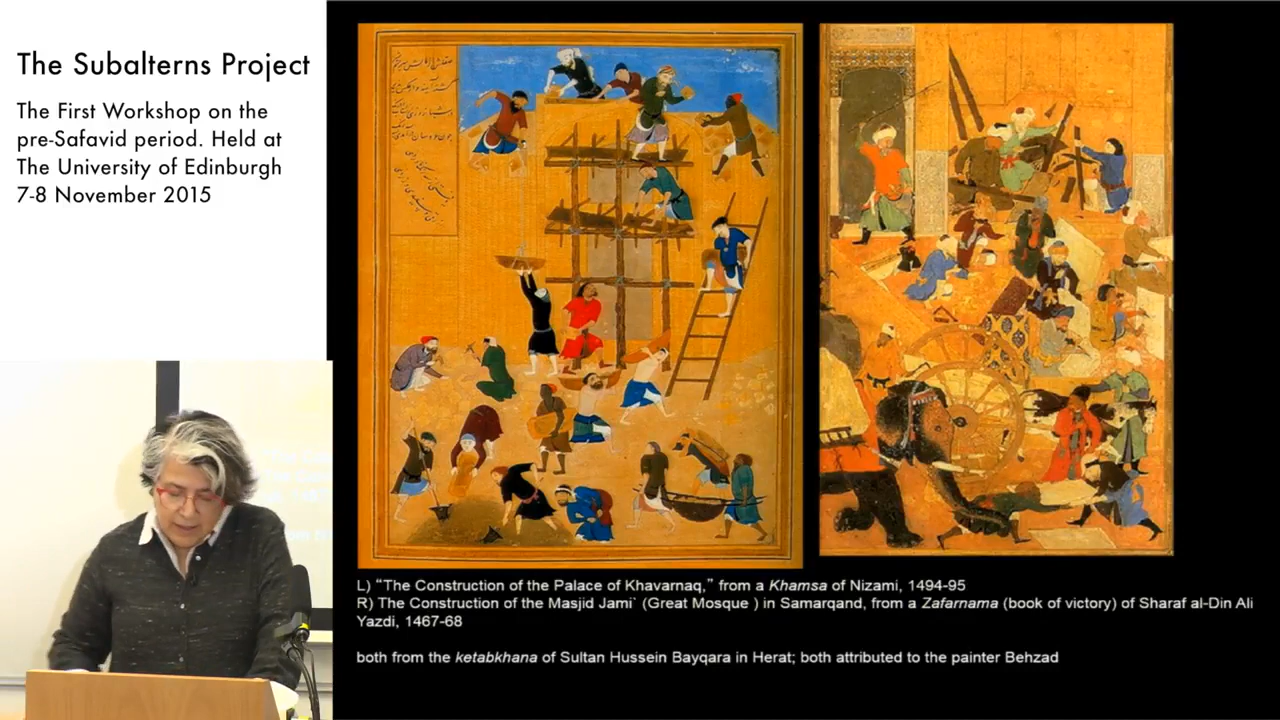 The Subalterns Project
The First Workshop on the
pre-Safavid period. Held at
The University of Edinburgh
7-8 November 2015
L) “The Construction of the Palace of Khavarnaq,” from a Khamsa of Nizami, 1494-95
R) The Construction of the Masjid Jami` (Great Mosque ) in Samarqand, from a Zafarnama (book of victory) of Sharaf al-Din Ali
Yazdi, 1467-68
both from the ketabkhana of Sultan Hussein Bayqara in Herat; both attributed to the painter Behzad